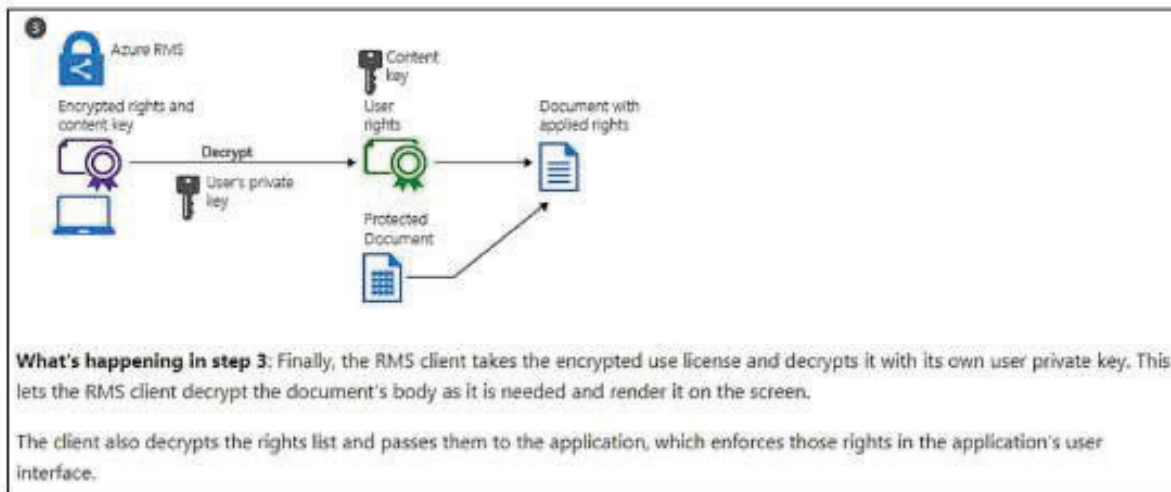 3
Azure RMS
Content
key
Encrypted rights and
content key
User
rights
Document with
applied rights
Decrypt
User's private
key
Protected
Document
What's happening in step 3: Finally, the RMS client takes the encrypted use license and decrypts it with its own user private key. This
lets the RMS client decrypt the document's body as it is needed and render it on the screen.
The client also decrypts the rights list and passes them to the application, which enforces those rights in the application's user
interface.